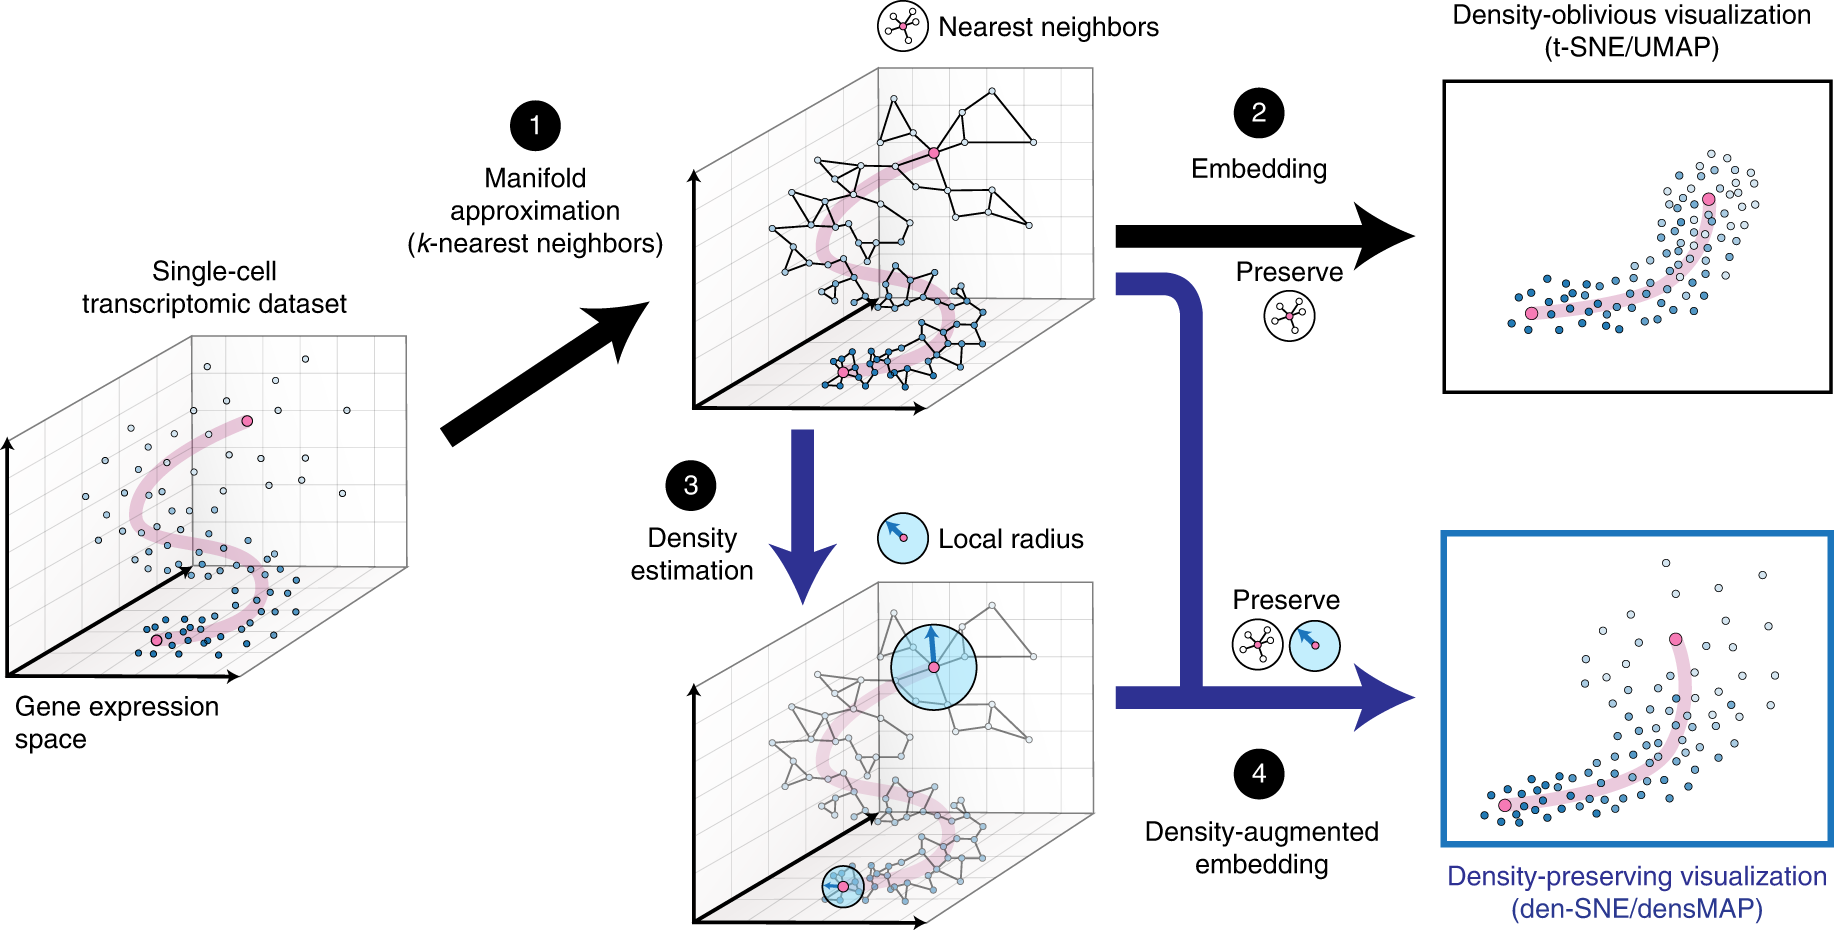 Nearest neighbors
Density-oblivious visualization
(t-SNE/UMAP)
1
Manifold
approximation
(k-nearest neighbors)
2
Embedding
Preserve
Single-cell
transcriptomic dataset
Gene expression
space
3
Density
estimation
Local radius
Preserve
4
Density-augmented
embedding
Density-preserving visualization
(den-SNE/densMAP)